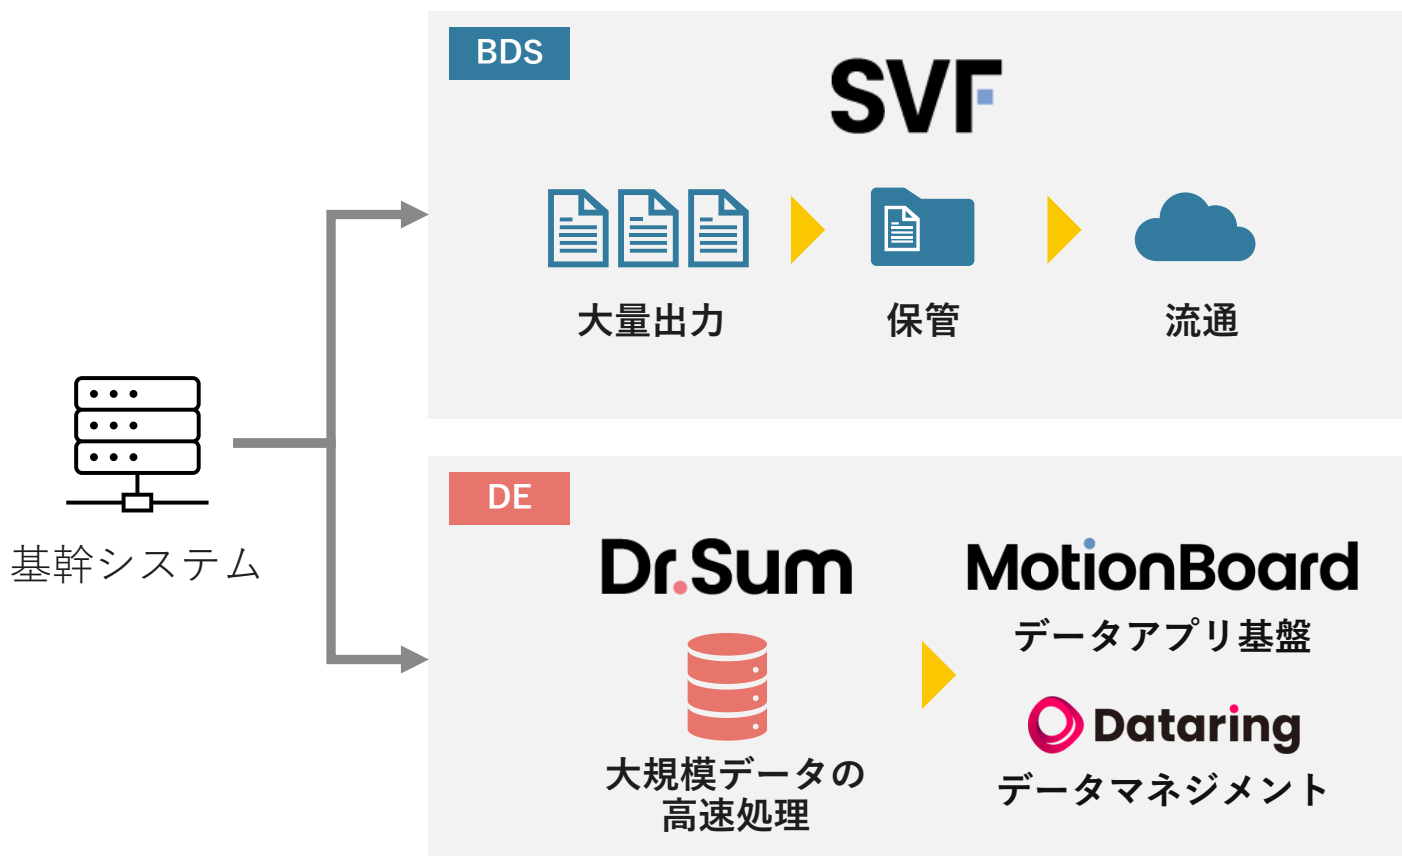 BDS
SVF
大量出力
保管
流通
基幹システム
DE
Dr.Sum
大規模データの
高速処理
MotionBoard
データアプリ基盤
Dataring
データマネジメント